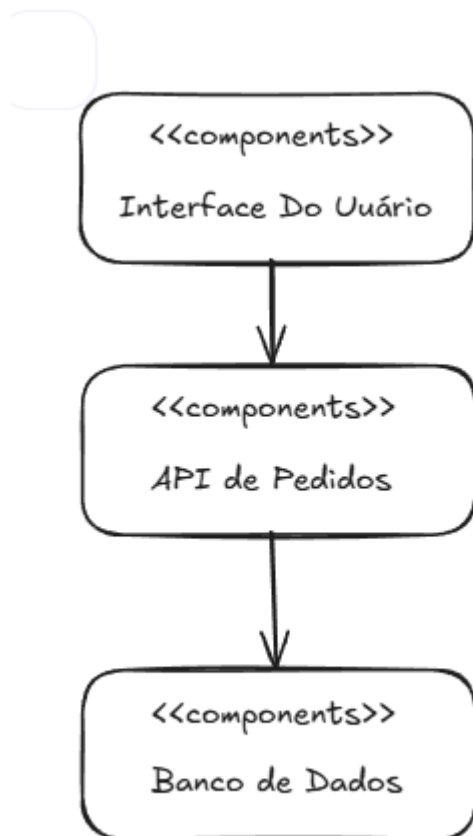 <<components>>
Interface Do Uuário
<<components>>
API de Pedidos
<<components>>
Banco de Dados